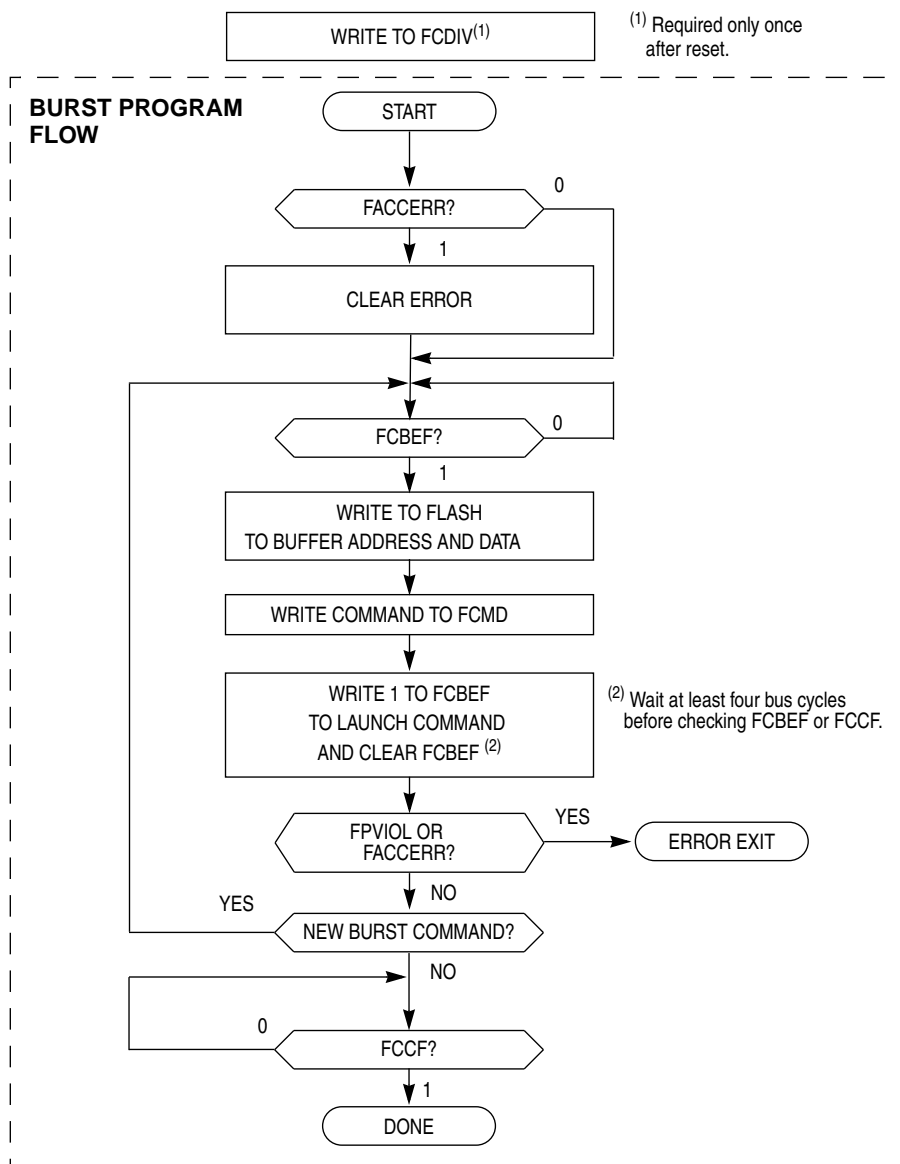 WRITE TO FCDIV(1)
(1) Required only once
after reset.
BURST PROGRAM
FLOW
START
FACCERR?
0
1
CLEAR ERROR
FCBEF?
0
1
WRITE TO FLASH
TO BUFFER ADDRESS AND DATA
WRITE COMMAND TO FCMD
WRITE 1 TO FCBEF
TO LAUNCH COMMAND
AND CLEAR FCBEF (2)
(2) Wait at least four bus cycles
before checking FCBEF or FCCF.
FPVIOL OR
FACCERR?
YES
ERROR EXIT
NO
YES
NEW BURST COMMAND?
NO
0
FCCF?
1
DONE